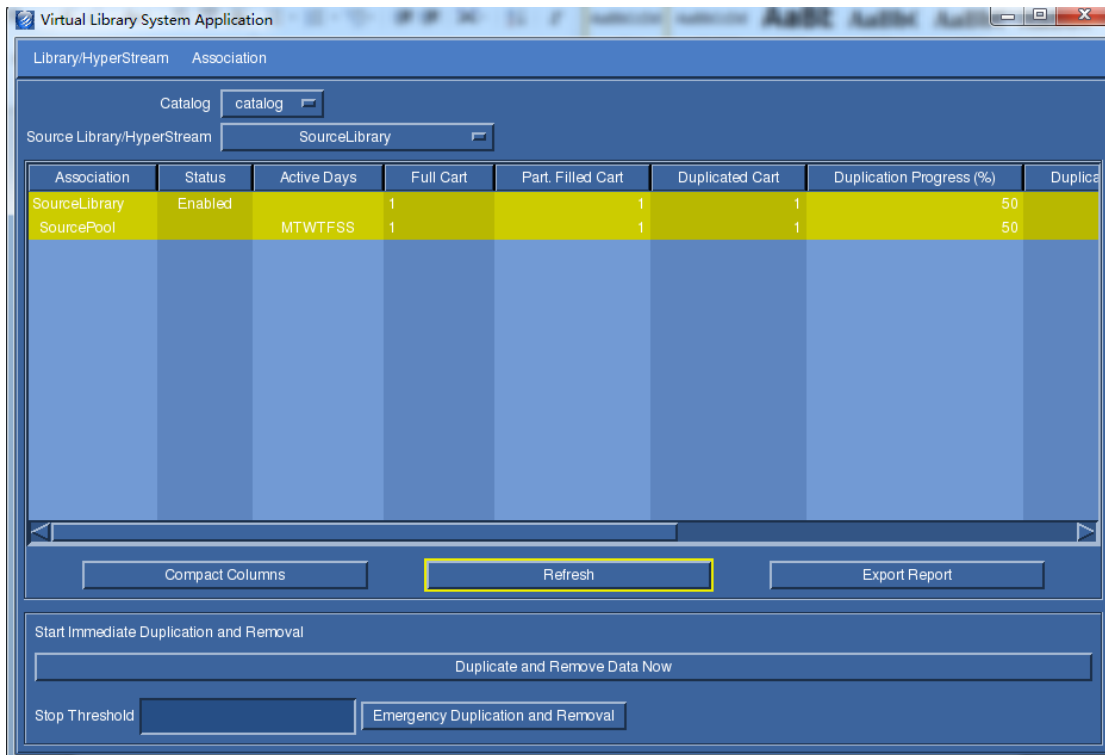 Virtual Library System Application
Library/HyperStream Association
Catalog catalog
Source Library/HyperStream SourceLibrary
Association Status Active Days Full Cart Part. Filled Cart Duplicated Cart Duplication Progress (%) Duplica
SourceLibrary Enabled 1 1 1 50
SourcePool MTWTFSS 1 1 1 50
Compact Columns Refresh Export Report
Start Immediate Duplication and Removal
Duplicate and Remove Data Now
Stop Threshold Emergency Duplication and Removal